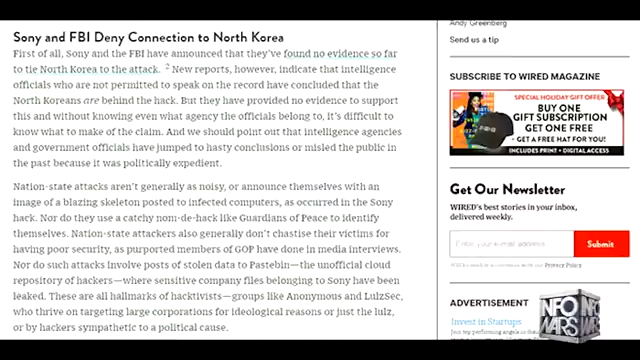 Sony and FBI Deny Connection to North Korea
First of all, Sony and the FBI have announced that they've found no evidence so far
to tie North Korea to the attack. 2 New reports, however, indicate that intelligence
officials who are not permitted to speak on the record have concluded that the
North Koreans are behind the hack. But they have provided no evidence to support
this and without knowing even what agency the officials belong to, it's difficult to
know what to make of the claim. And we should point out that intelligence agencies
and government officials have jumped to hasty conclusions or misled the public in
the past because it was politically expedient.
Nation-state attacks aren't generally as noisy, or announce themselves with an
image of a blazing skeleton posted to infected computers, as occurred in the Sony
hack. Nor do they use a catchy nom-de-hack like Guardians of Peace to identify
themselves. Nation-state attackers also generally don't chastise their victims for
having poor security, as purported members of GOP have done in media interviews.
Nor do such attacks involve posts of stolen data to Pastebin—the unofficial cloud
repository of hackers—where sensitive company files belonging to Sony have been
leaked. These are all hallmarks of hacktivists—groups like Anonymous and LulzSec,
who thrive on targeting large corporations for ideological reasons or just the lulz,
or by hackers sympathetic to a political cause.
Andy Greenberg
Send us a tip
SUBSCRIBE TO WIRED MAGAZINE
SPECIAL HOLIDAY GIFT OFFER
BUY ONE
GIFT SUBSCRIPTION
GET ONE FREE
+ GET A FREE HAT FOR YOU!
INCLUDES PRINT + DIGITAL ACCESS
Get Our Newsletter
WIRED's best stories in your inbox,
delivered weekly.
Enter your e-mail address
Submit
Privacy Policy
ADVERTISEMENT
Invest in Startups
Join top performing angels
INFO
WARS